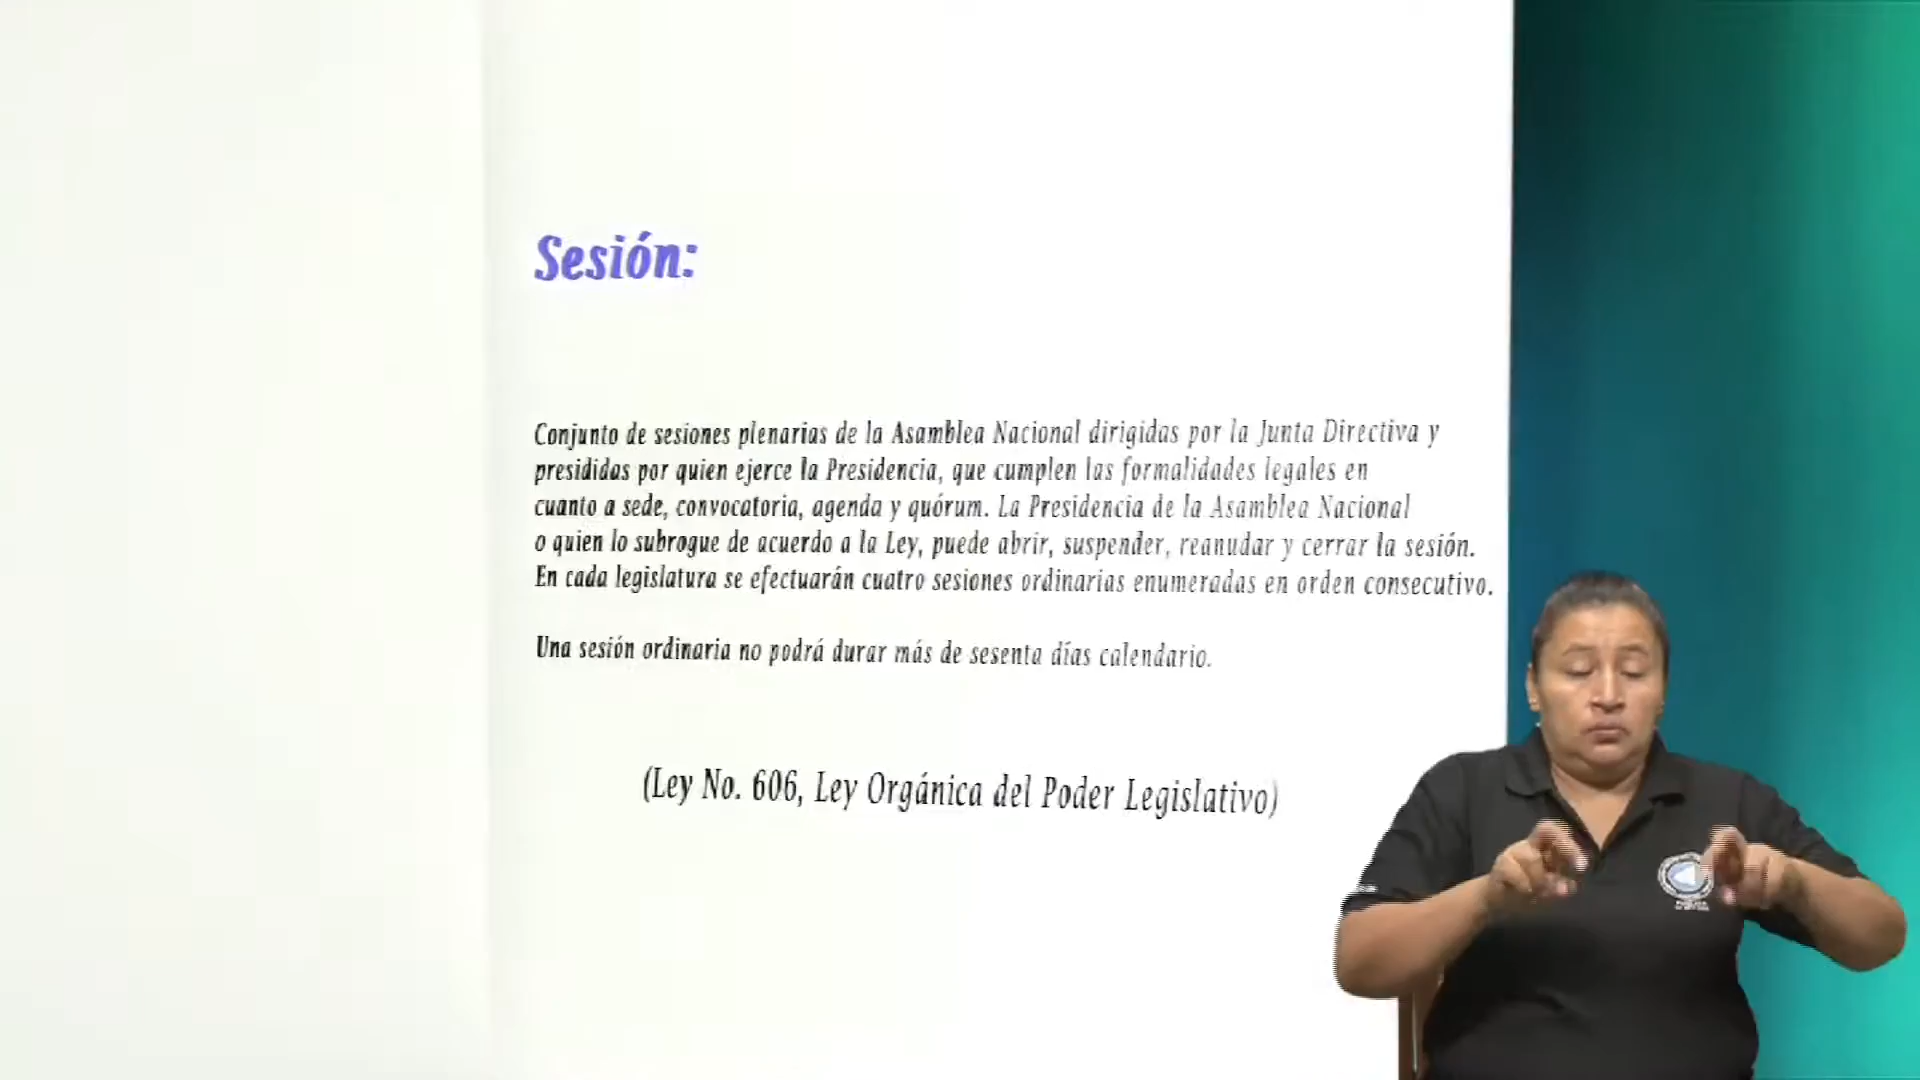 Sesión:
Conjunto de sesiones plenarias de la Asamblea Nacional dirigidas por la Junta Directiva y
presididas por quien ejerce la Presidencia, que cumplen las formalidades legales en
cuanto a sede, convocatoria, agenda y quórum. La Presidencia de la Asamblea Nacional
o quien lo subrogue de acuerdo a la Ley, puede abrir, suspender, reanudar y cerrar la sesión.
En cada legislatura se efectuarán cuatro sesiones ordinarias enumeradas en orden consecutivo.
Una sesión ordinaria no podrá durar más de sesenta días calendario.
(Ley No. 606, Ley Orgánica del Poder Legislativo)